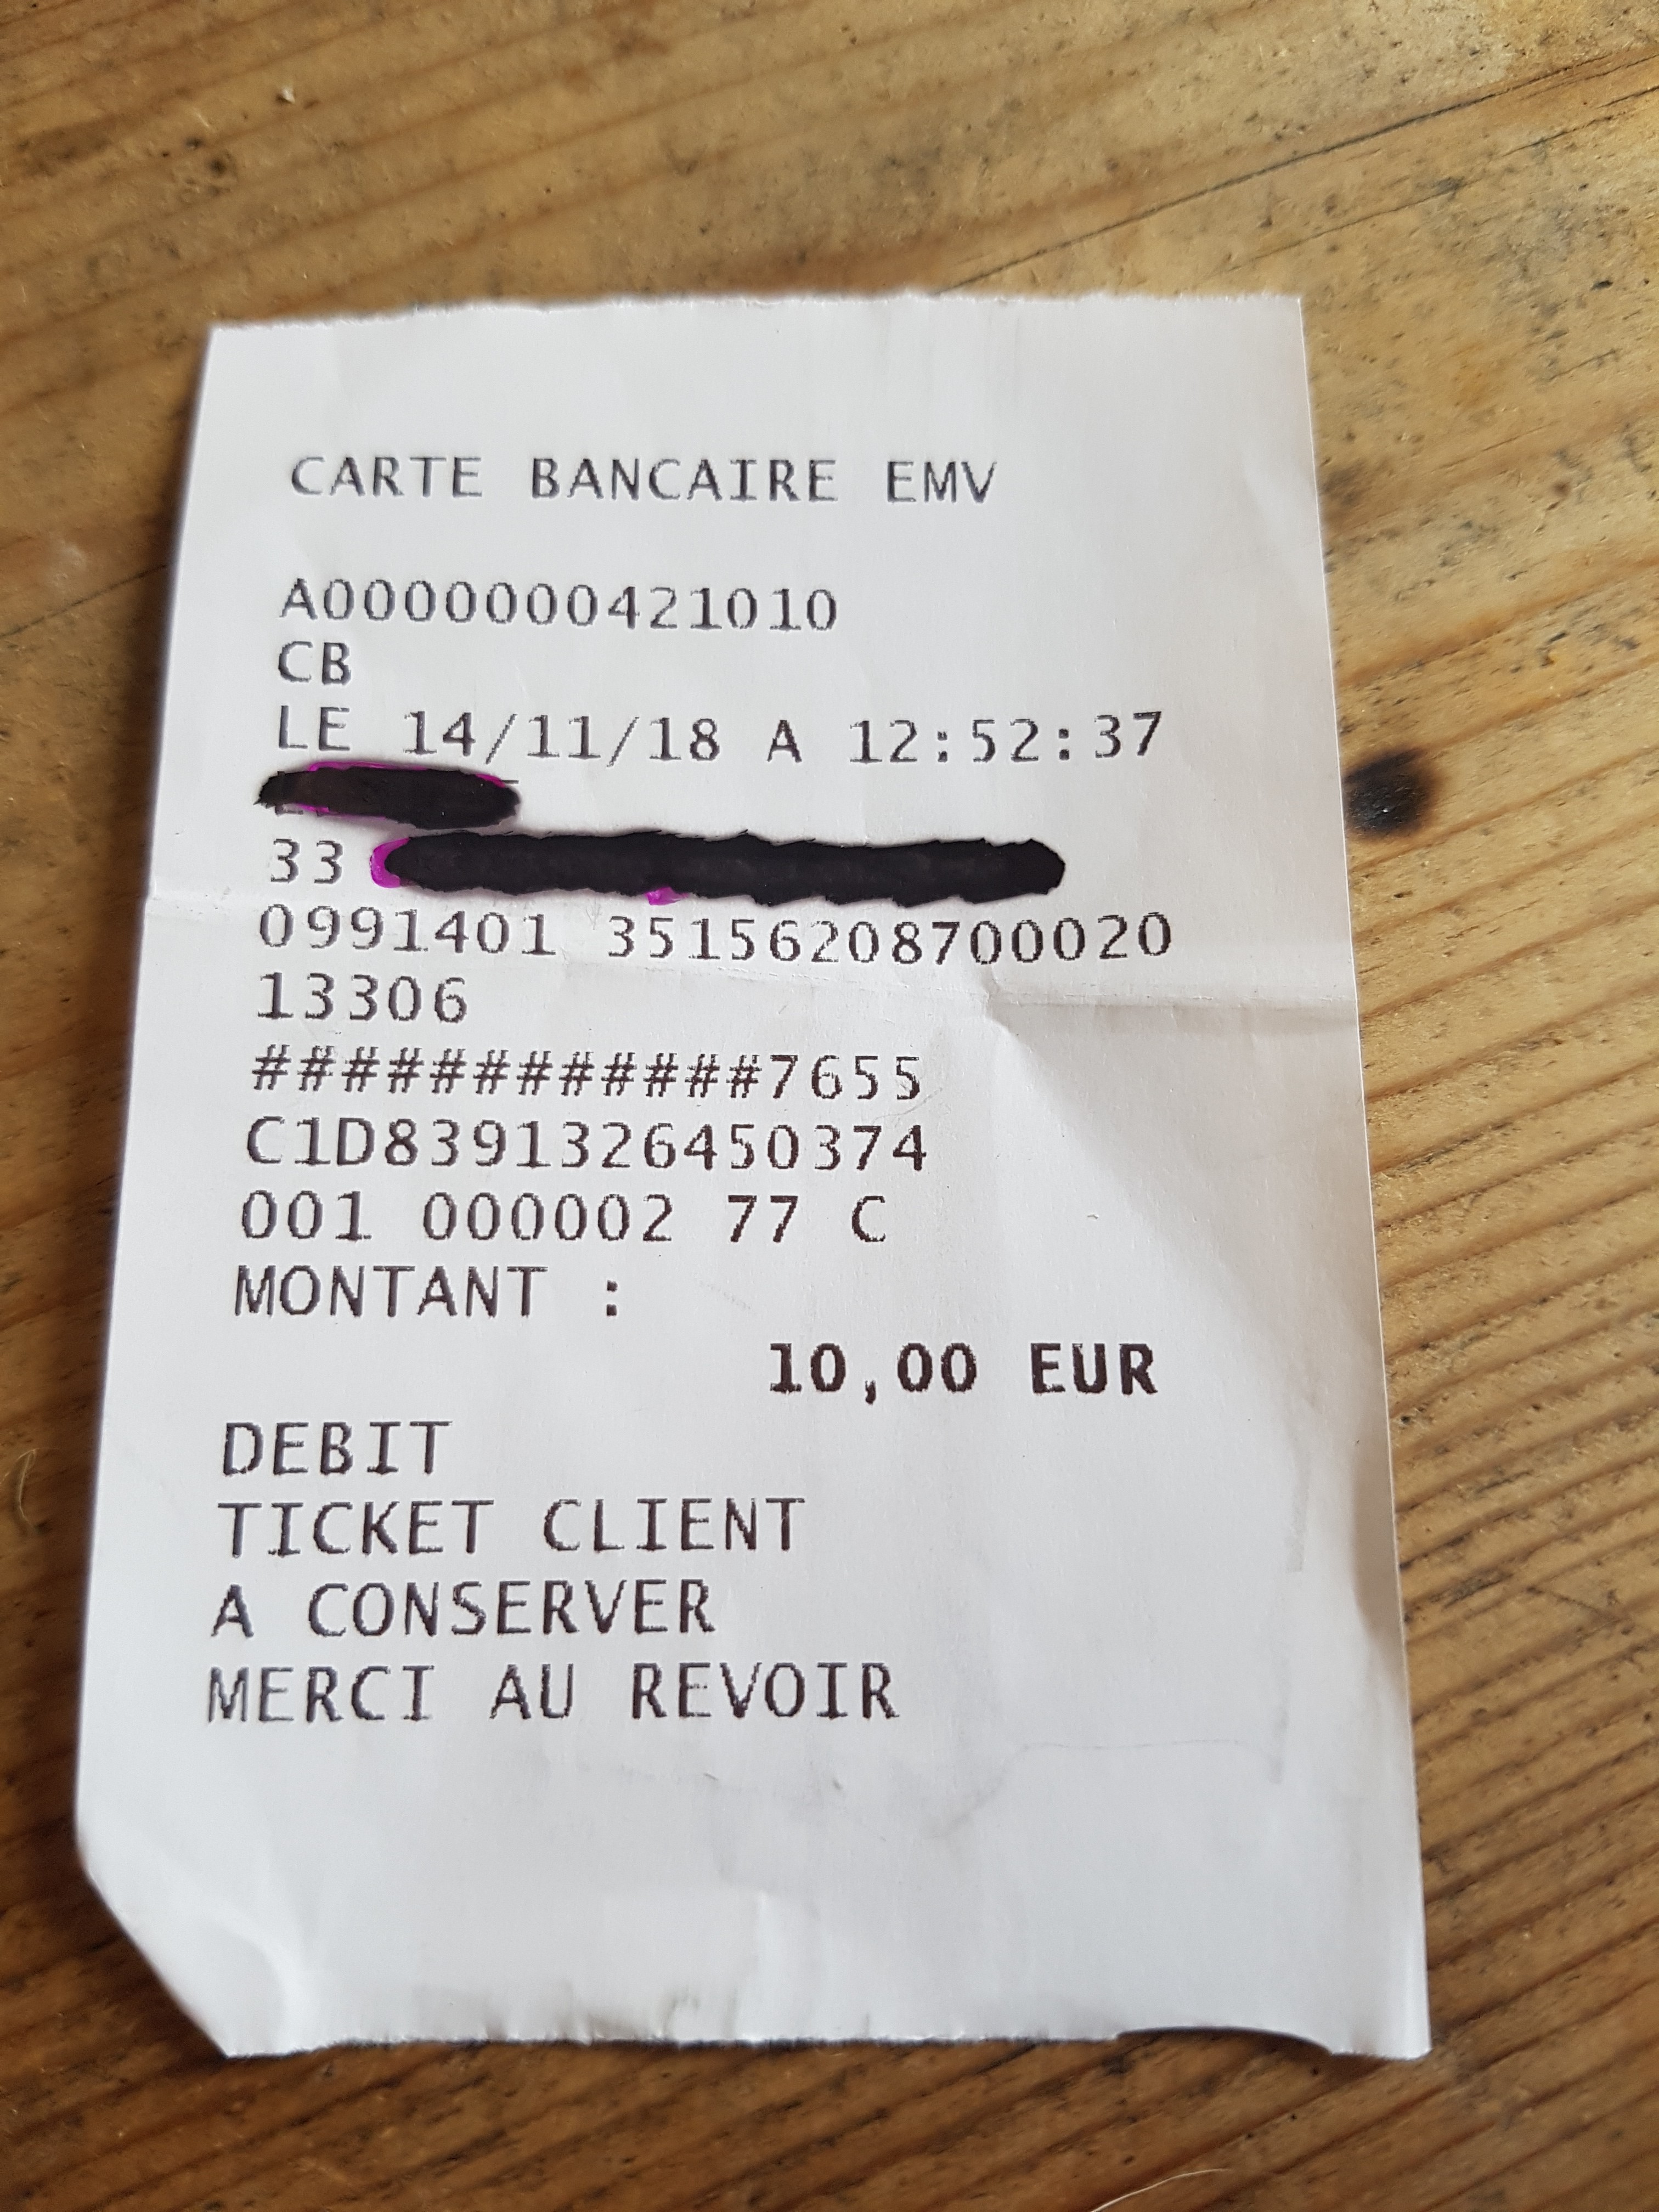 CARTE BANCAIRE EMV
A0000000421010
CB
LE 14/11/18 A 12:52:37
33
0991401 35156208700020
13306
############7655
C1D8391326450374
001 000002 77 C
MONTANT :
10,00 EUR
DEBIT
TICKET CLIENT
A CONSERVER
MERCI AU REVOIR